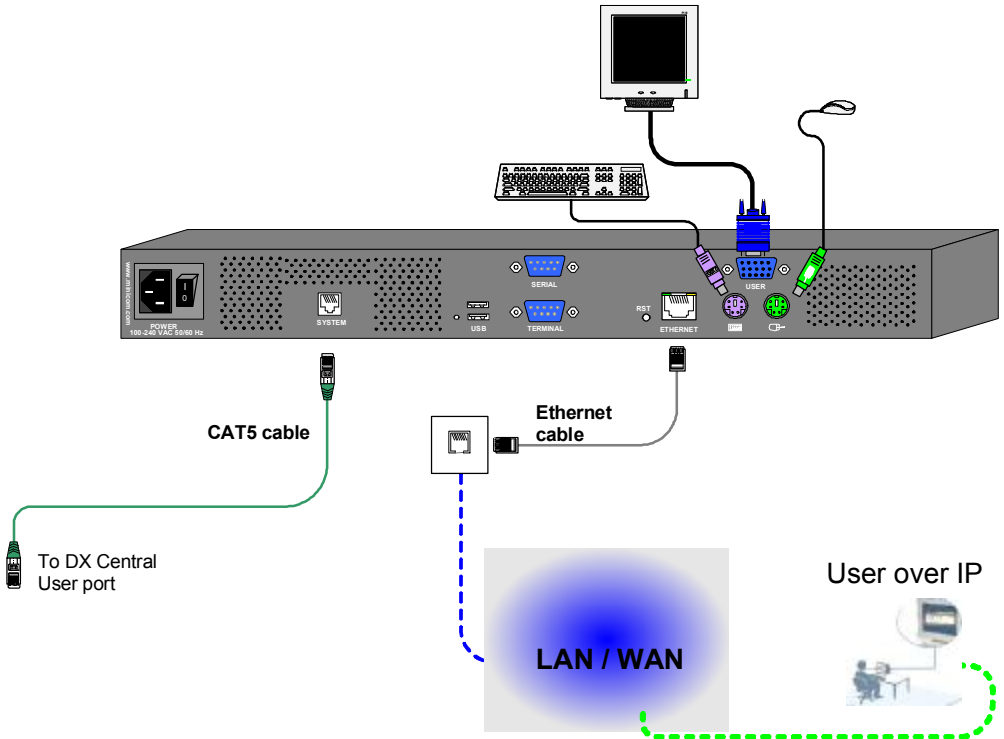 www.minicom.com
I
0
POWER
100-240 VAC 50/60 Hz
SYSTEM
USB
SERIAL
TERMINAL
RST
ETHERNET
USER
CAT5 cable
Ethernet
cable
To DX Central
User port
User over IP
LAN / WAN